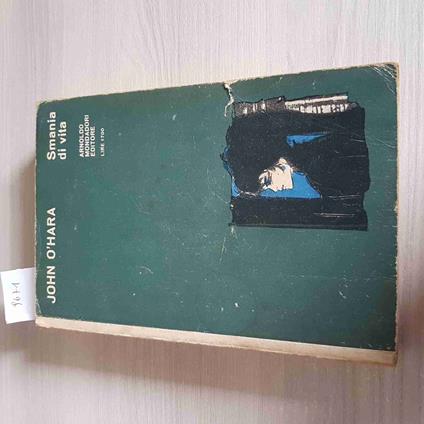 JOHN O'HARA
Smania
di vita
ARNOLDO
MONDADORI
EDITORE
LIRE 1700